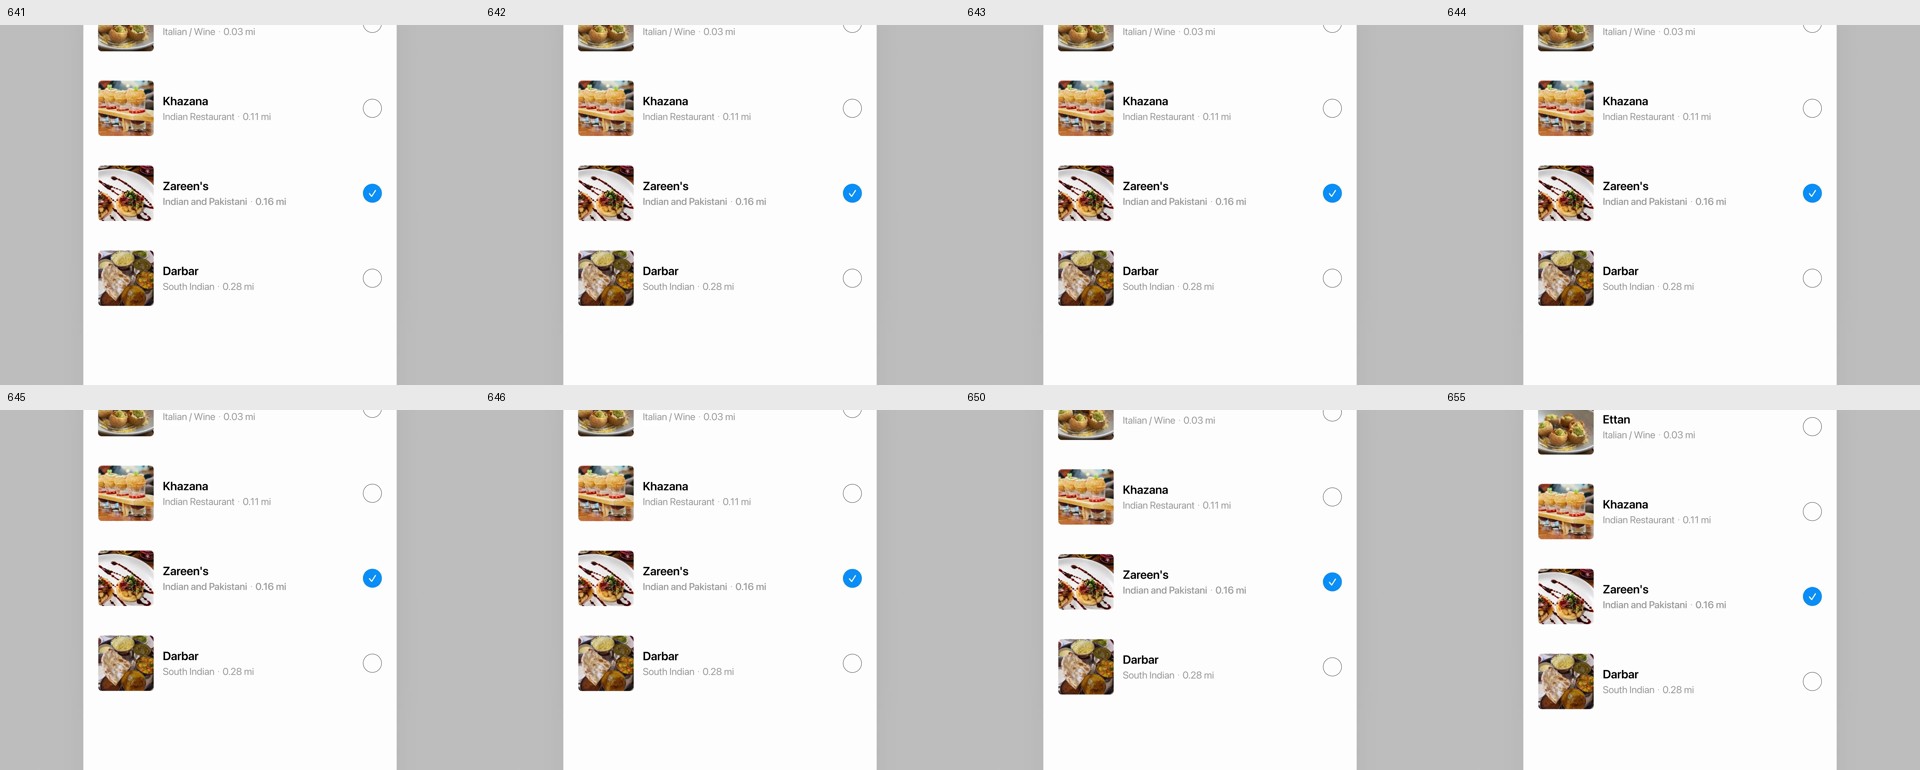 641
642
643
644
Italian / Wine · 0.03 mi
Khazana
Indian Restaurant · 0.11 mi
Zareen's
Indian and Pakistani · 0.16 mi
Darbar
South Indian · 0.28 mi
Italian / Wine · 0.03 mi
Khazana
Indian Restaurant · 0.11 mi
Zareen's
Indian and Pakistani · 0.16 mi
Darbar
South Indian · 0.28 mi
Italian / Wine · 0.03 mi
Khazana
Indian Restaurant · 0.11 mi
Zareen's
Indian and Pakistani · 0.16 mi
Darbar
South Indian · 0.28 mi
Italian / Wine · 0.03 mi
Khazana
Indian Restaurant · 0.11 mi
Zareen's
Indian and Pakistani · 0.16 mi
Darbar
South Indian · 0.28 mi
645
646
650
655
Italian / Wine · 0.03 mi
Khazana
Indian Restaurant · 0.11 mi
Zareen's
Indian and Pakistani · 0.16 mi
Darbar
South Indian · 0.28 mi
Italian / Wine · 0.03 mi
Khazana
Indian Restaurant · 0.11 mi
Zareen's
Indian and Pakistani · 0.16 mi
Darbar
South Indian · 0.28 mi
Italian / Wine · 0.03 mi
Khazana
Indian Restaurant · 0.11 mi
Zareen's
Indian and Pakistani · 0.16 mi
Darbar
South Indian · 0.28 mi
Ettan
Italian / Wine · 0.03 mi
Khazana
Indian Restaurant · 0.11 mi
Zareen's
Indian and Pakistani · 0.16 mi
Darbar
South Indian · 0.28 mi